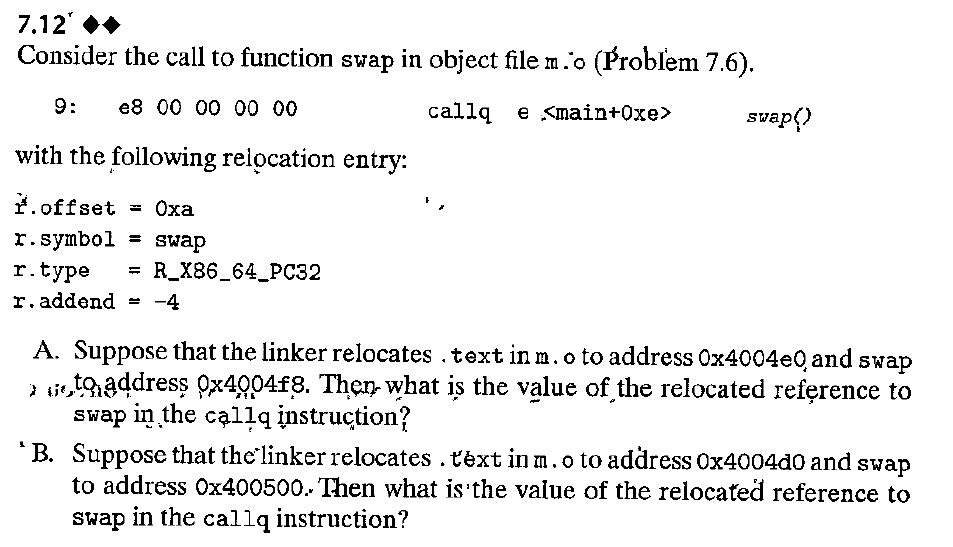 7.12 ◆◆
Consider the call to function swap in object file m.o (Problem 7.6).
9: e8 00 00 00 00 callq e <main+0xe> swap()
with the following relocation entry:
r.offset = 0xa
r.symbol = swap
r.type = R_X86_64_PC32
r.addend = -4
A. Suppose that the linker relocates .text in m.o to address 0x4004e0 and swap
to address 0x4004f8. Then what is the value of the relocated reference to
swap in the callq instruction?
B. Suppose that the linker relocates .text in m.o to address 0x4004d0 and swap
to address 0x400500. Then what is the value of the relocated reference to
swap in the callq instruction?